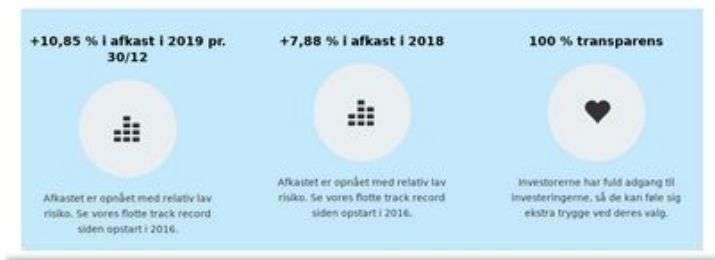 +10,85 % i afkast i 2019 pr.
30/12
Afkastet er opnået med relativ lav
risiko. Se vores flotte track record
siden opstart i 2016.
+7,88 % i afkast i 2018
Afkastet er opnået med relativ lav
risiko. Se vores flotte track record
siden opstart i 2016.
100 % transparens
Investorerne har fuld adgang til
investeringerne, så de kan føle sig
ekstra trygge ved deres valg.